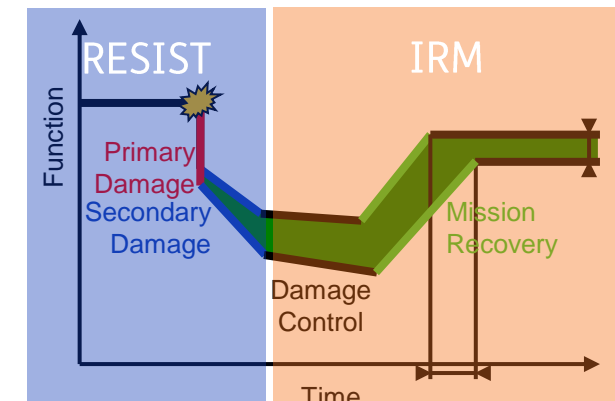 RESIST
IRM
Function
Primary
Damage
Secondary
Damage
Mission
Recovery
Damage
Control
Time